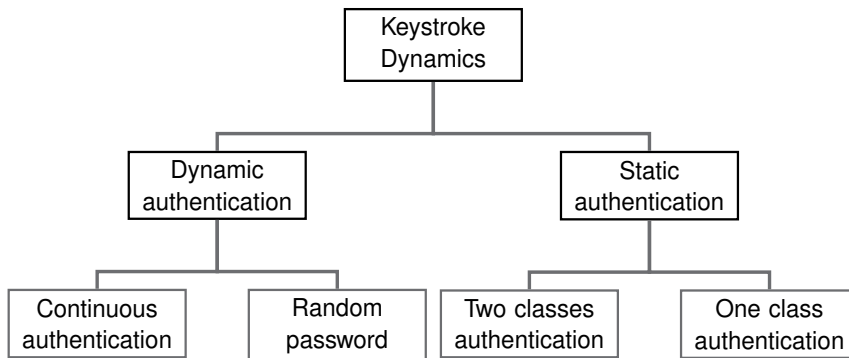 Keystroke
Dynamics
Dynamic
authentication
Static
authentication
Continuous
authentication
Random
password
Two classes
authentication
One class
authentication